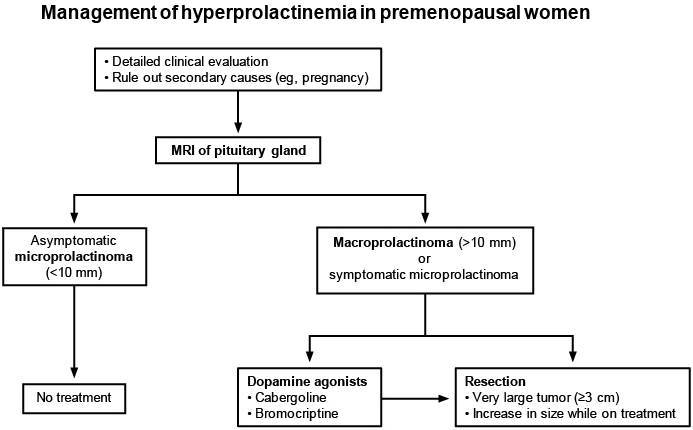 Management of hyperprolactinemia in premenopausal women
• Detailed clinical evaluation
• Rule out secondary causes (eg, pregnancy)
MRI of pituitary gland
Asymptomatic
microprolactinoma
(<10 mm)
Macroprolactinoma (>10 mm)
or
symptomatic microprolactinoma
No treatment
Dopamine agonists
• Cabergoline
• Bromocriptine
Resection
• Very large tumor (≥3 cm)
• Increase in size while on treatment